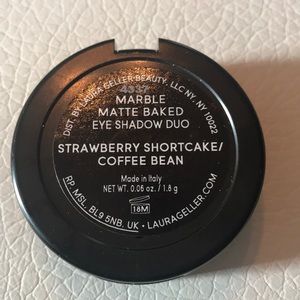 4337
DIST. BY LAURA GELLER BEAUTY, LLC NY, NY 10022
MARBLE
MATTE BAKED
EYE SHADOW DUO
STRAWBERRY SHORTCAKE/
COFFEE BEAN
Made in Italy
NET WT. 0.06 oz. / 1.8 g
18M
RP MSL, BL9 5NB, UK • LAURAGELLER.COM